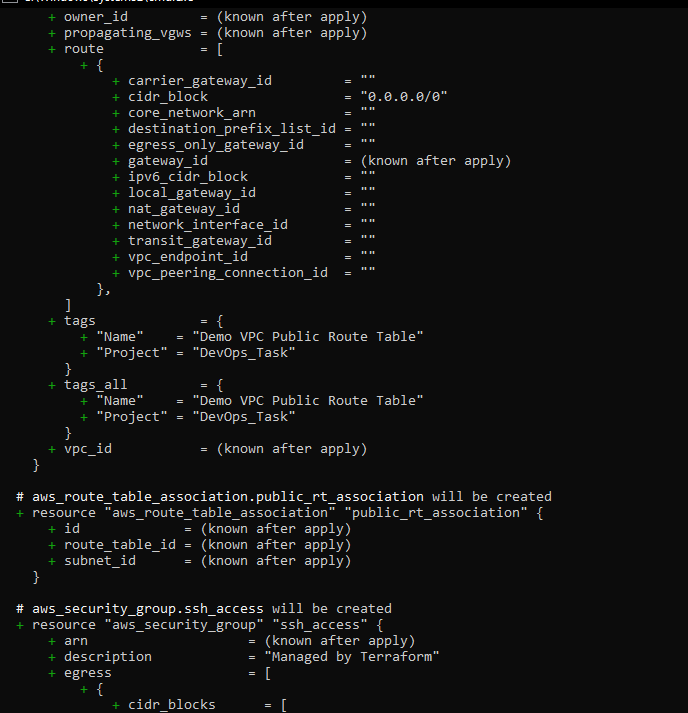 + owner_id         = (known after apply)
+ propagating_vgws = (known after apply)
+ route            = [
+ {
+ carrier_gateway_id         = ""
+ cidr_block                 = "0.0.0.0/0"
+ core_network_arn           = ""
+ destination_prefix_list_id = ""
+ egress_only_gateway_id     = ""
+ gateway_id                 = (known after apply)
+ ipv6_cidr_block            = ""
+ local_gateway_id           = ""
+ nat_gateway_id             = ""
+ network_interface_id       = ""
+ transit_gateway_id         = ""
+ vpc_endpoint_id            = ""
+ vpc_peering_connection_id  = ""
},
]
+ tags             = {
+ "Name"    = "Demo VPC Public Route Table"
+ "Project" = "DevOps_Task"
}
+ tags_all         = {
+ "Name"    = "Demo VPC Public Route Table"
+ "Project" = "DevOps_Task"
}
+ vpc_id           = (known after apply)
}
# aws_route_table_association.public_rt_association will be created
+ resource "aws_route_table_association" "public_rt_association" {
+ id             = (known after apply)
+ route_table_id = (known after apply)
+ subnet_id      = (known after apply)
}
# aws_security_group.ssh_access will be created
+ resource "aws_security_group" "ssh_access" {
+ arn                    = (known after apply)
+ description            = "Managed by Terraform"
+ egress                 = [
+ {
+ cidr_blocks      = [